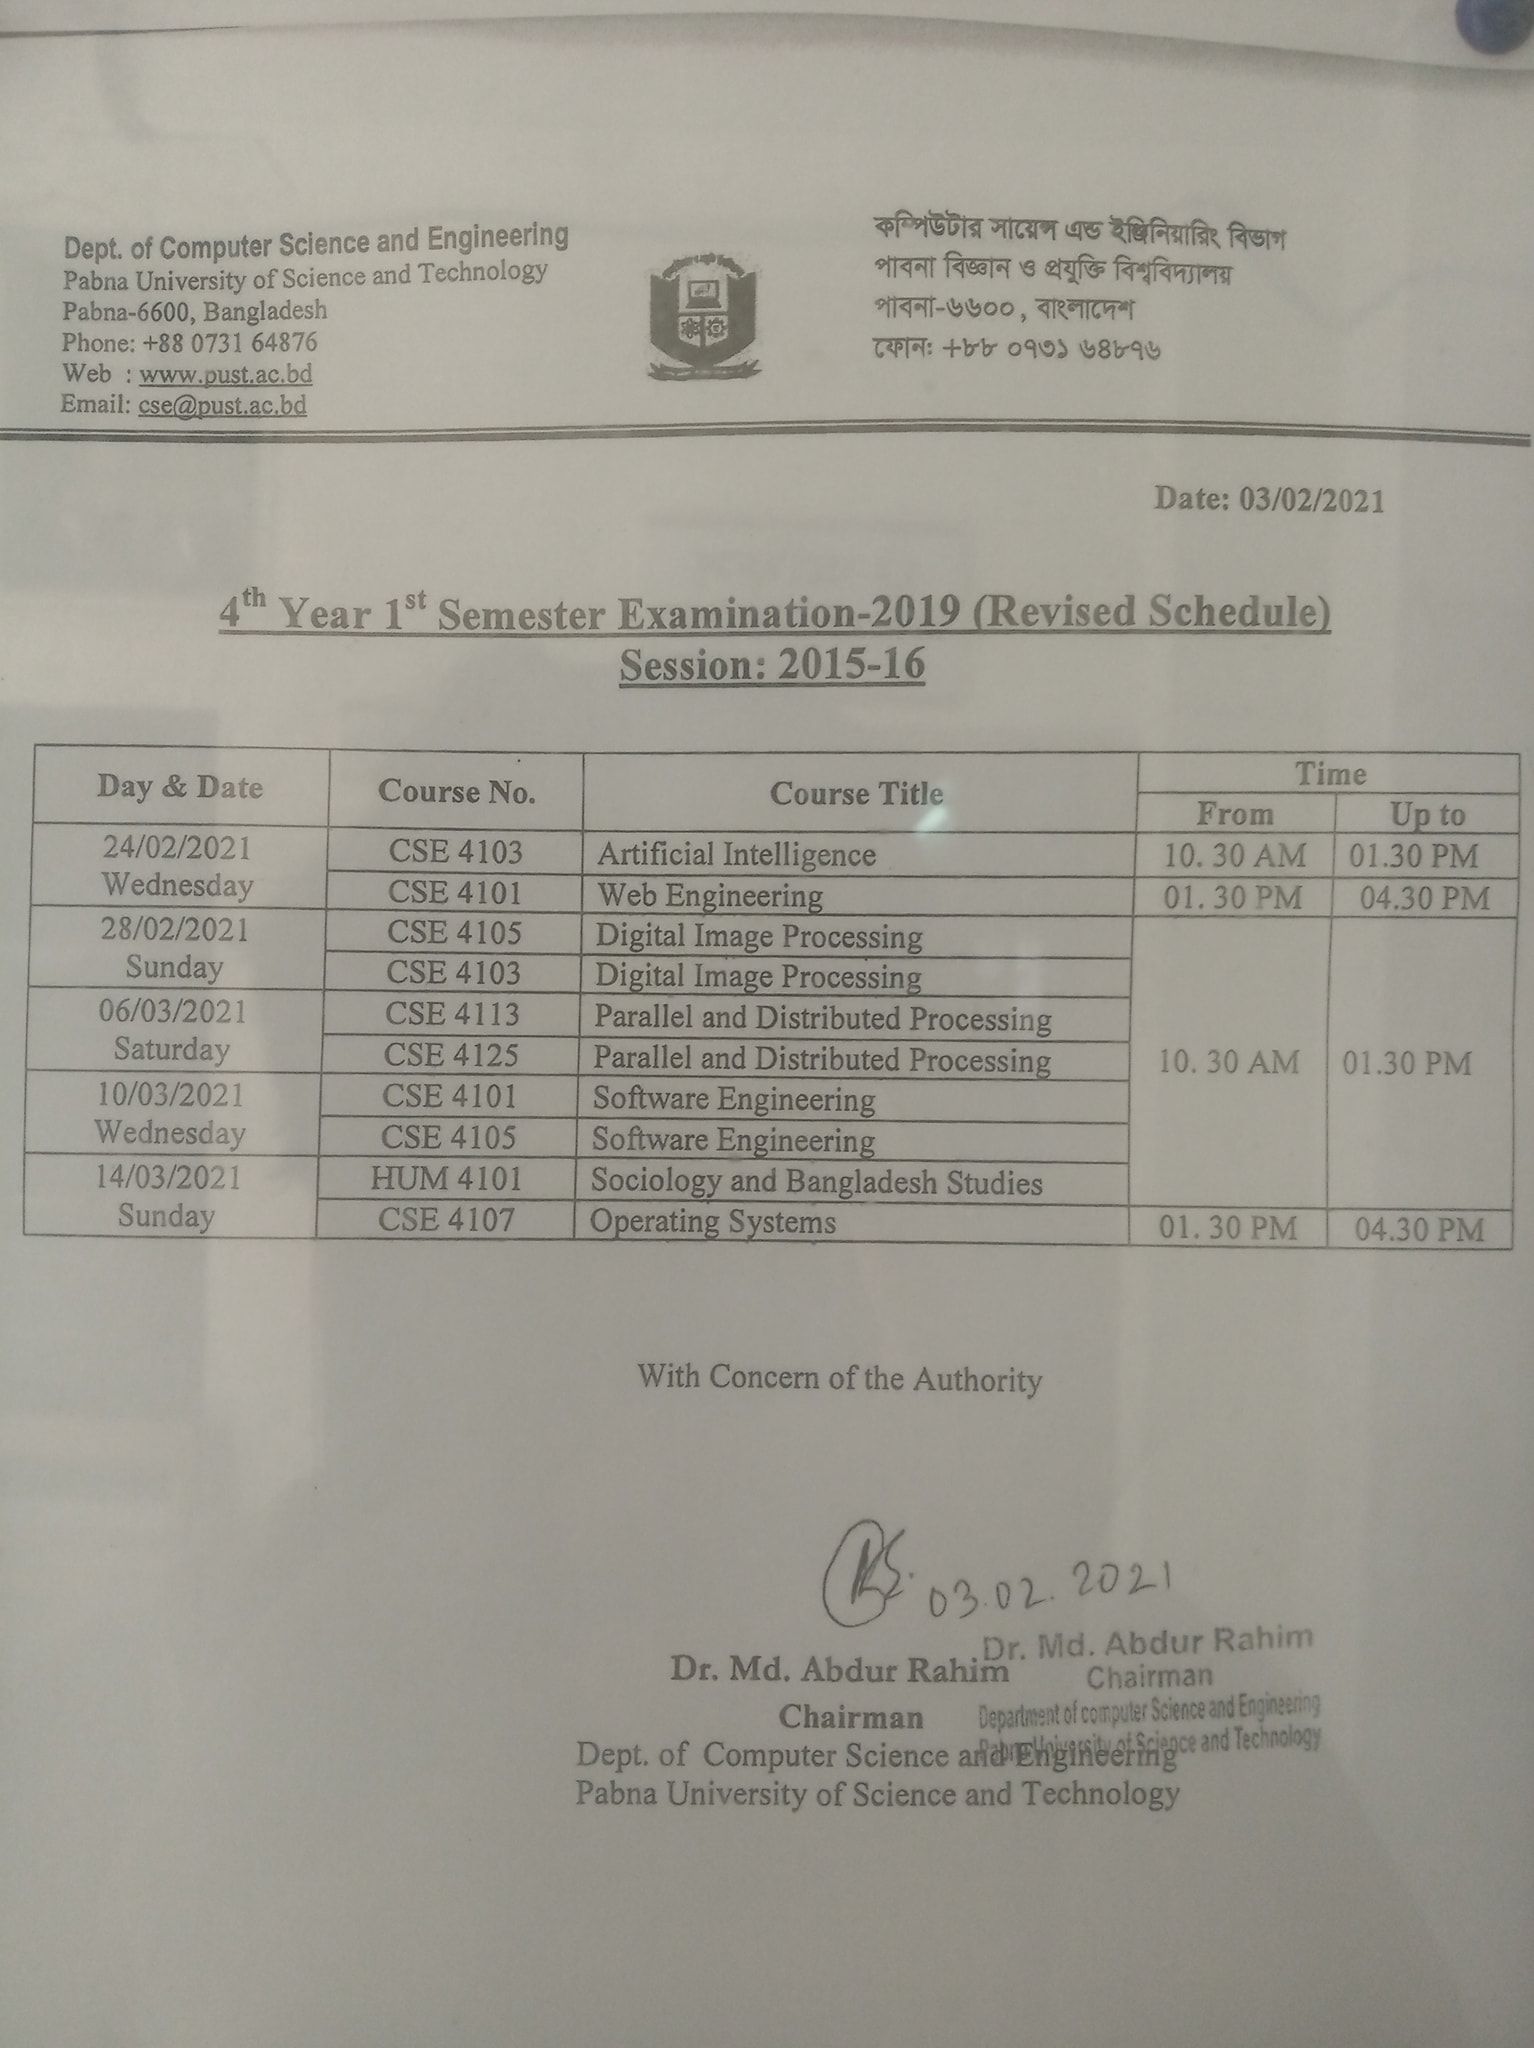 Dept. of Computer Science and Engineering
Pabna University of Science and Technology
Pabna-6600, Bangladesh
Phone: +88 0731 64876
Web : www.pust.ac.bd
Email: cse@pust.ac.bd
কম্পিউটার সায়েন্স এন্ড ইঞ্জিনিয়ারিং বিভাগ
পাবনা বিজ্ঞান ও প্রযুক্তি বিশ্ববিদ্যালয়
পাবনা-৬৬০০, বাংলাদেশ
ফোনঃ +৮৮ ০৭৩১ ৬৪৮৭৬
Date: 03/02/2021
4th Year 1st Semester Examination-2019 (Revised Schedule)
Session: 2015-16
Day & Date Course No. Course Title Time
From Up to
24/02/2021 Wednesday CSE 4103 Artificial Intelligence 10. 30 AM 01.30 PM
CSE 4101 Web Engineering 01. 30 PM 04.30 PM
28/02/2021 Sunday CSE 4105 Digital Image Processing
CSE 4103 Digital Image Processing
06/03/2021 Saturday CSE 4113 Parallel and Distributed Processing
CSE 4125 Parallel and Distributed Processing 10. 30 AM 01.30 PM
10/03/2021 Wednesday CSE 4101 Software Engineering
CSE 4105 Software Engineering
14/03/2021 Sunday HUM 4101 Sociology and Bangladesh Studies
CSE 4107 Operating Systems 01. 30 PM 04.30 PM
With Concern of the Authority
03.02.2021
Dr. Md. Abdur Rahim
Chairman
Dept. of Computer Science and Engineering
Pabna University of Science and Technology
Dr. Md. Abdur Rahim
Chairman
Department of computer Science and Engineering
Pabna University of Science and Technology